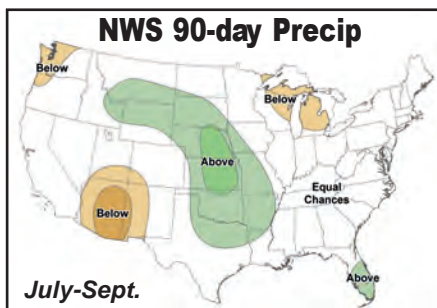 NWS 90-day Precip
Below
Below
Above
Equal
Chances
Below
Above
July-Sept.